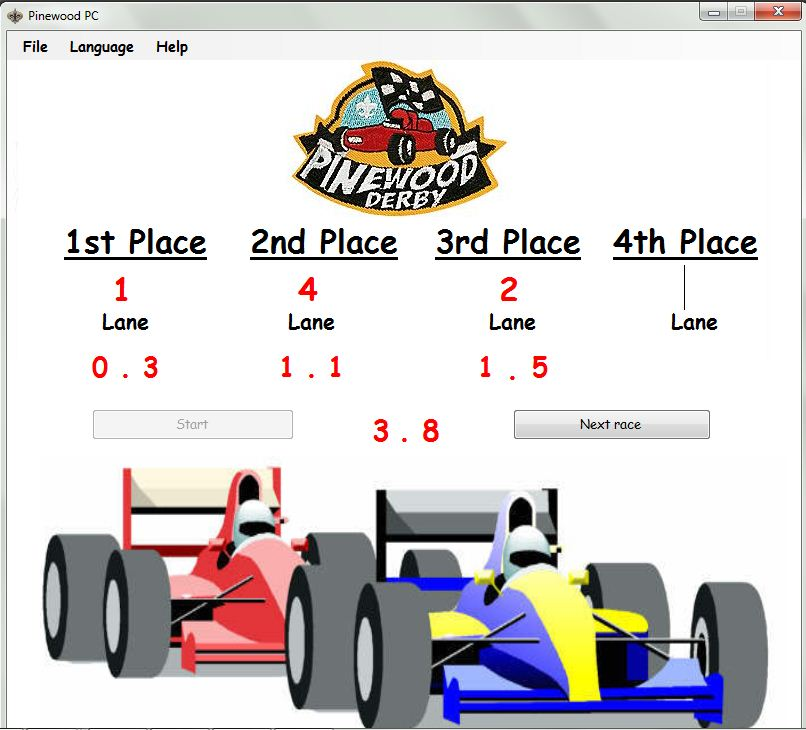 Pinewood PC
File Language Help
PINEWOOD
DERBY
1st Place 2nd Place 3rd Place 4th Place
1 4 2
Lane Lane Lane Lane
0 . 3 1 . 1 1 . 5
Start 3 . 8 Next race